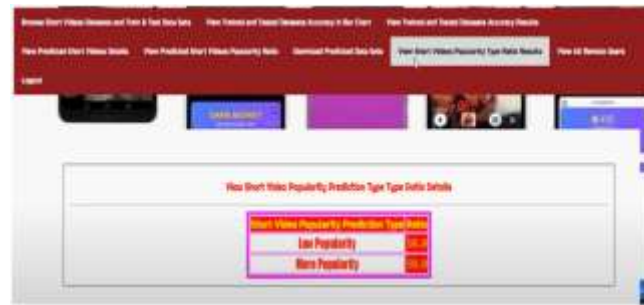 Browse Short Videos Datasets and Train & Test Data Sets
View Trained and Tested Datasets Accuracy in Bar Chart
View Trained and Tested Datasets Accuracy Results
View Predicted Short Videos Details
View Predicted Short Videos Popularity Ratio
Download Predicted Data Sets
View Short Videos Popularity Type Ratio Results
View All Remote Users
Logout
View Short Video Popularity Prediction Type Type Ratio Details
Short Video Popularity Prediction Type Ratio
Low Popularity
More Popularity